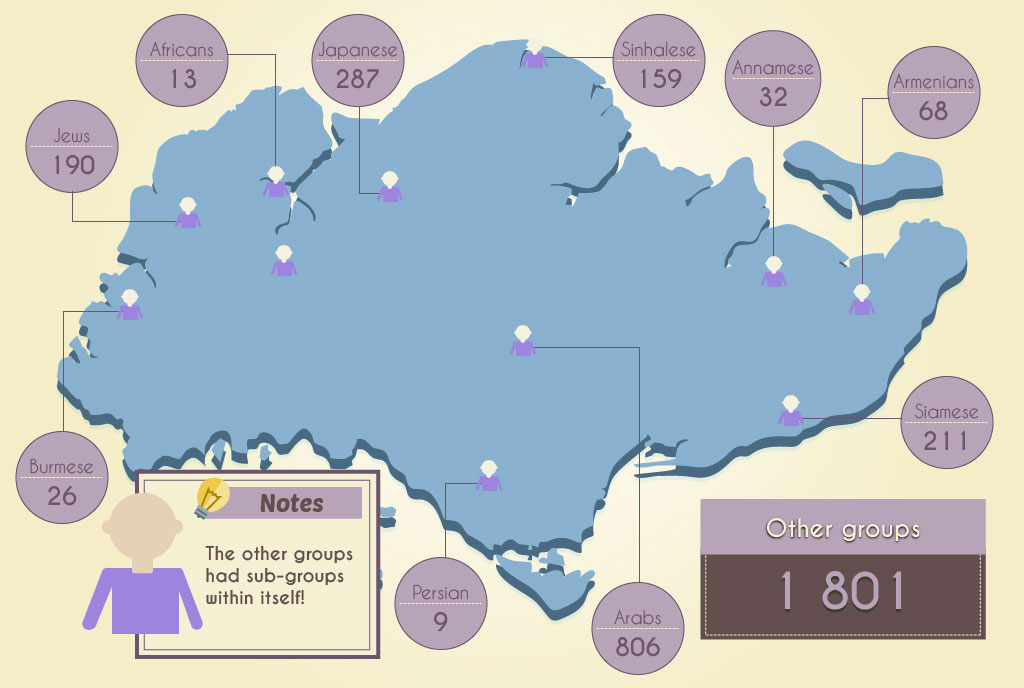 Africans
13
Japanese
287
Sinhalese
159
Annamese
32
Armenians
68
Jews
190
Siamese
211
Burmese
26
Notes
The other groups
had sub-groups
within itself!
Persian
9
Arabs
806
Other groups
1 801